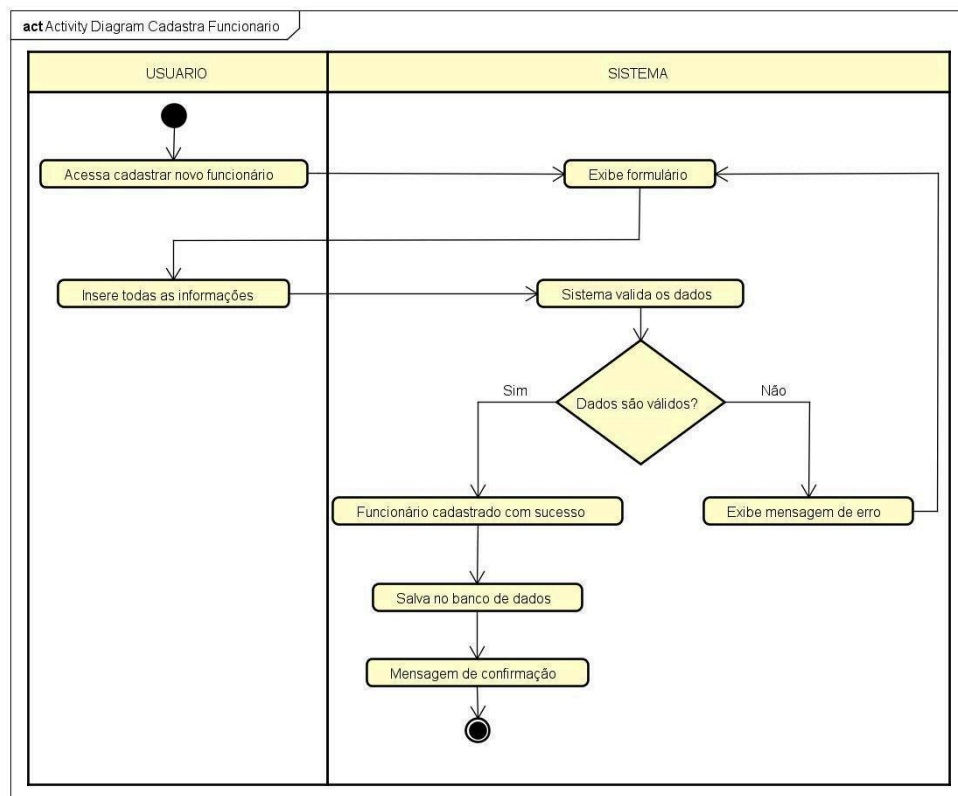 act Activity Diagram Cadastra Funcionario
USUARIO
SISTEMA
Acessa cadastrar novo funcionário
Exibe formulário
Insere todas as informações
Sistema valida os dados
Sim
Dados são válidos?
Não
Funcionário cadastrado com sucesso
Exibe mensagem de erro
Salva no banco de dados
Mensagem de confirmação